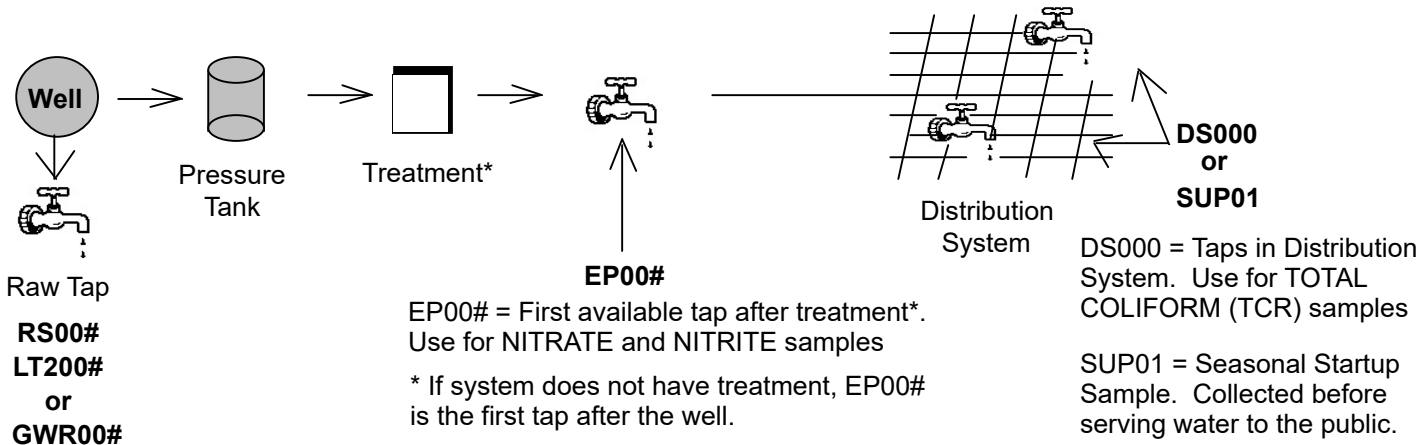 Well
Raw Tap
RS00#
LT200#
or
GWR00#
Pressure
Tank
Treatment*
EP00#
EP00# = First available tap after treatment*.
Use for NITRATE and NITRITE samples
* If system does not have treatment, EP00#
is the first tap after the well.
Distribution
System
DS000
or
SUP01
DS000 = Taps in Distribution
System. Use for TOTAL
COLIFORM (TCR) samples
SUP01 = Seasonal Startup
Sample. Collected before
serving water to the public.